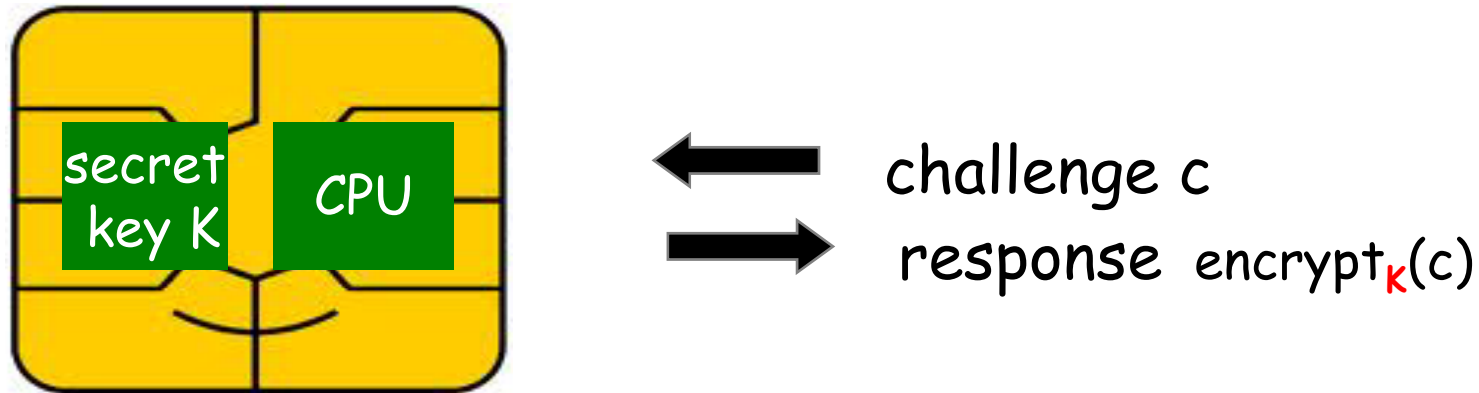 secret
key K
CPU
challenge c
response encryptₖ(c)